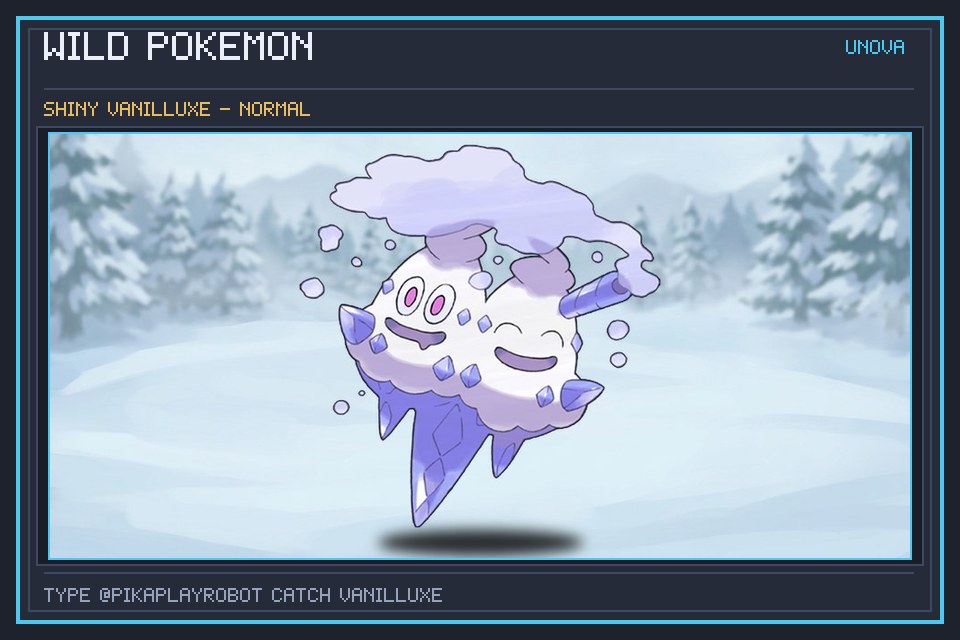 WILD POKEMON
UNOVA
SHINY VANILLUXE - NORMAL
TYPE @PIKAPLAYROBOT CATCH VANILLUXE